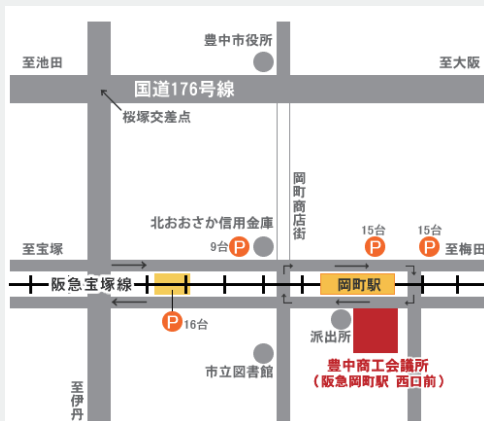 豊中市役所
至池田
至大阪
国道176号線
桜塚交差点
岡町商店街
北おおさか信用金庫
9台
P
15台
P
15台
P
至宝塚
至梅田
阪急宝塚線
岡町駅
P
16台
派出所
市立図書館
豊中商工会議所
（阪急岡町駅 西口前）
至伊丹